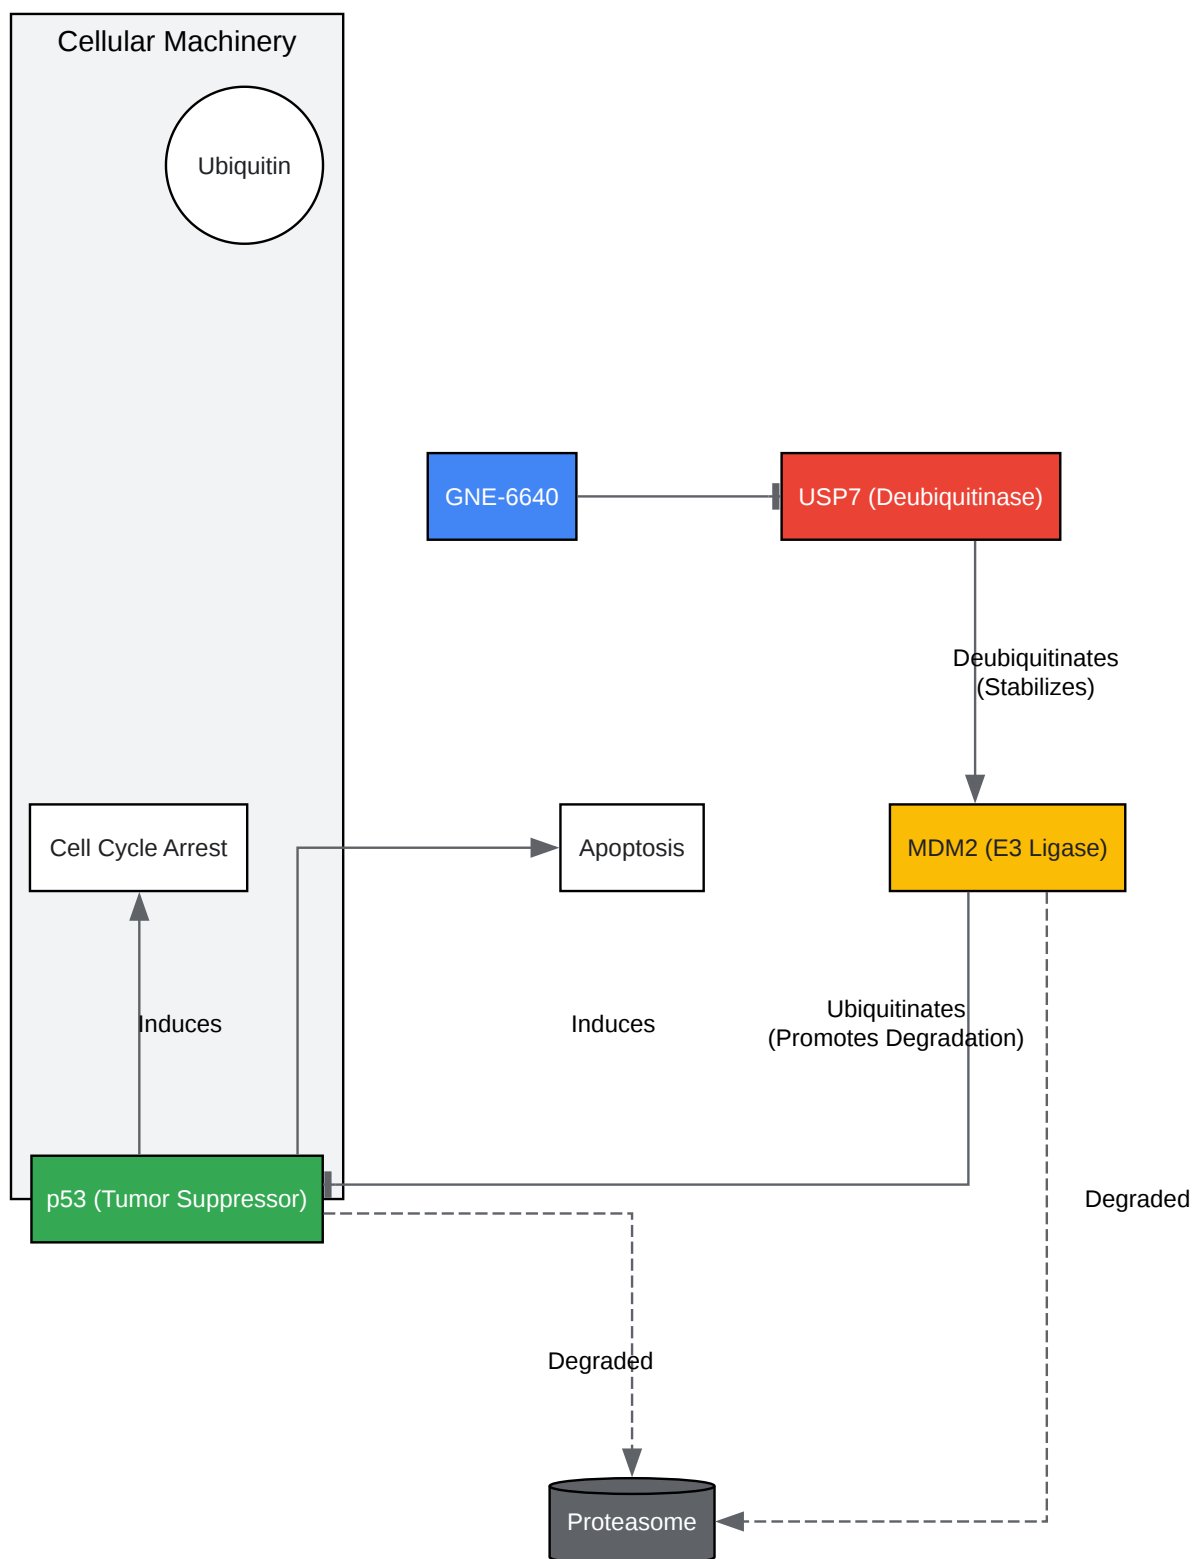 Cellular Machinery
Ubiquitin
GNE-6640
USP7 (Deubiquitinase)
Deubiquitinates
(Stabilizes)
Cell Cycle Arrest
Apoptosis
MDM2 (E3 Ligase)
Induces
Induces
Ubiquitinates
(Promotes Degradation)
p53 (Tumor Suppressor)
Degraded
Degraded
Proteasome